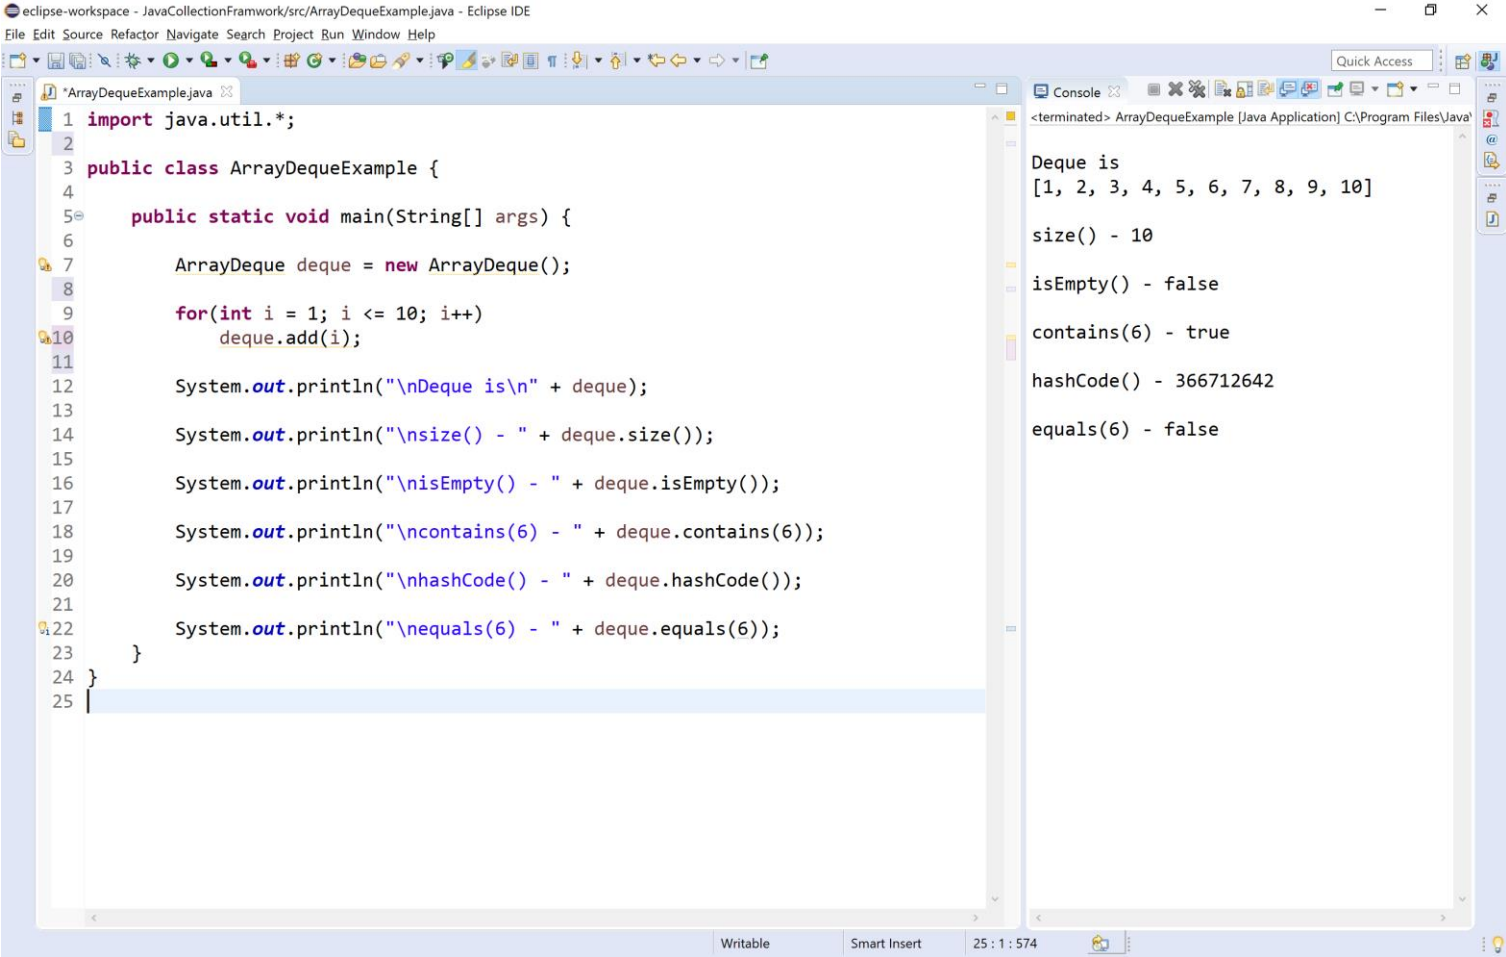 eclipse-workspace - JavaCollectionFramwork/src/ArrayDequeExample.java - Eclipse IDE
File Edit Source Refactor Navigate Search Project Run Window Help
Quick Access
*ArrayDequeExample.java
1 import java.util.*;
2
3 public class ArrayDequeExample {
4
5 public static void main(String[] args) {
6
7 ArrayDeque deque = new ArrayDeque();
8
9 for(int i = 1; i <= 10; i++)
10 deque.add(i);
11
12 System.out.println("\nDeque is\n" + deque);
13
14 System.out.println("\nsize() - " + deque.size());
15
16 System.out.println("\nisEmpty() - " + deque.isEmpty());
17
18 System.out.println("\ncontains(6) - " + deque.contains(6));
19
20 System.out.println("\nhashCode() - " + deque.hashCode());
21
22 System.out.println("\nequals(6) - " + deque.equals(6));
23 }
24 }
25
Console
<terminated> ArrayDequeExample [Java Application] C:\Program Files\Java\
Deque is
[1, 2, 3, 4, 5, 6, 7, 8, 9, 10]
size() - 10
isEmpty() - false
contains(6) - true
hashCode() - 366712642
equals(6) - false
Writable Smart Insert 25 : 1 : 574